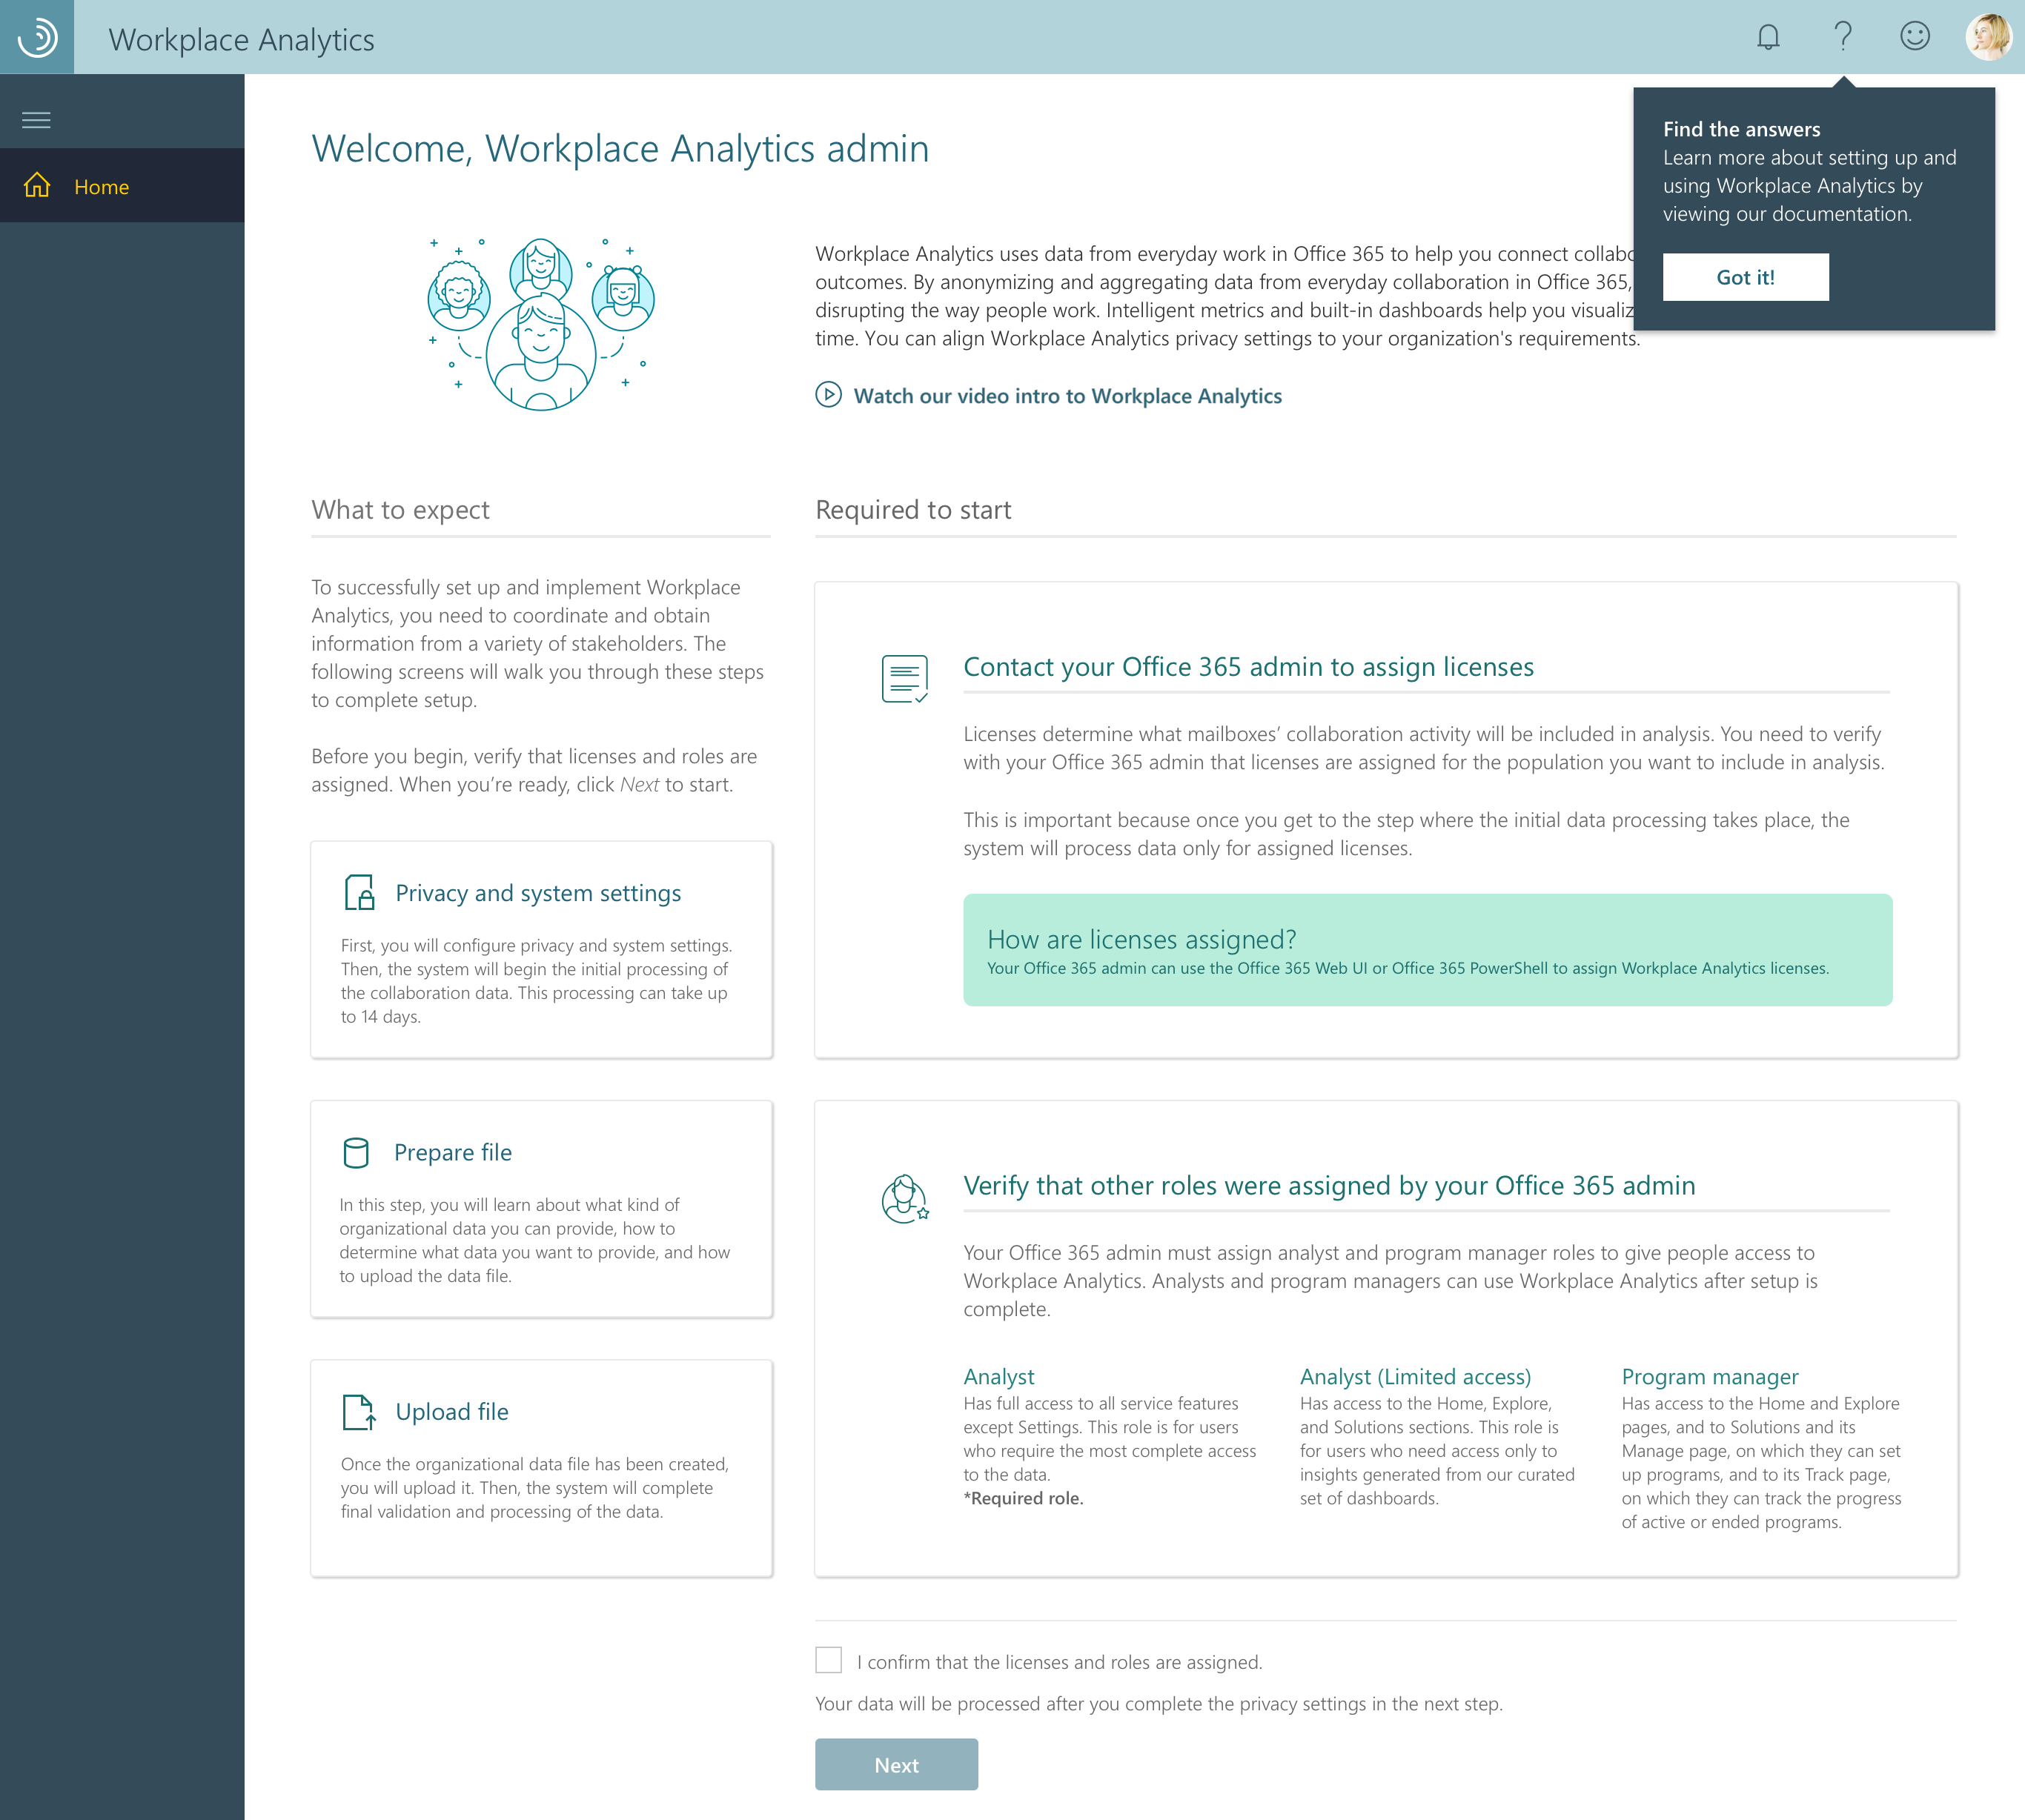 Workplace Analytics
Home
Welcome, Workplace Analytics admin
Find the answers
Learn more about setting up and
using Workplace Analytics by
viewing our documentation.
Got it!
Workplace Analytics uses data from everyday work in Office 365 to help you connect
outcomes. By anonymizing and aggregating data from everyday collaboration in Office 365,
disrupting the way people work. Intelligent metrics and built-in dashboards help you
time. You can align Workplace Analytics privacy settings to your organization's requirements.
Watch our video intro to Workplace Analytics
What to expect
To successfully set up and implement Workplace
Analytics, you need to coordinate and obtain
information from a variety of stakeholders. The
following screens will walk you through these steps
to complete setup.
Before you begin, verify that licenses and roles are
assigned. When you’re ready, click Next to start.
Privacy and system settings
First, you will configure privacy and system settings.
Then, the system will begin the initial processing of
the collaboration data. This processing can take up
to 14 days.
Prepare file
In this step, you will learn about what kind of
organizational data you can provide, how to
determine what data you want to provide, and how
to upload the data file.
Upload file
Once the organizational data file has been created,
you will upload it. Then, the system will complete
final validation and processing of the data.
Required to start
Contact your Office 365 admin to assign licenses
Licenses determine what mailboxes’ collaboration activity will be included in analysis. You need to verify
with your Office 365 admin that licenses are assigned for the population you want to include in analysis.
This is important because once you get to the step where the initial data processing takes place, the
system will process data only for assigned licenses.
How are licenses assigned?
Your Office 365 admin can use the Office 365 Web UI or Office 365 PowerShell to assign Workplace Analytics licenses.
Verify that other roles were assigned by your Office 365 admin
Your Office 365 admin must assign analyst and program manager roles to give people access to
Workplace Analytics. Analysts and program managers can use Workplace Analytics after setup is
complete.
Analyst
Has full access to all service features
except Settings. This role is for users
who require the most complete access
to the data.
*Required role.
Analyst (Limited access)
Has access to the Home, Explore,
and Solutions sections. This role is
for users who need access only to
insights generated from our curated
set of dashboards.
Program manager
Has access to the Home and Explore
pages, and to Solutions and its
Manage page, on which they can set
up programs, and to its Track page,
on which they can track the progress
of active or ended programs.
I confirm that the licenses and roles are assigned.
Your data will be processed after you complete the privacy settings in the next step.
Next